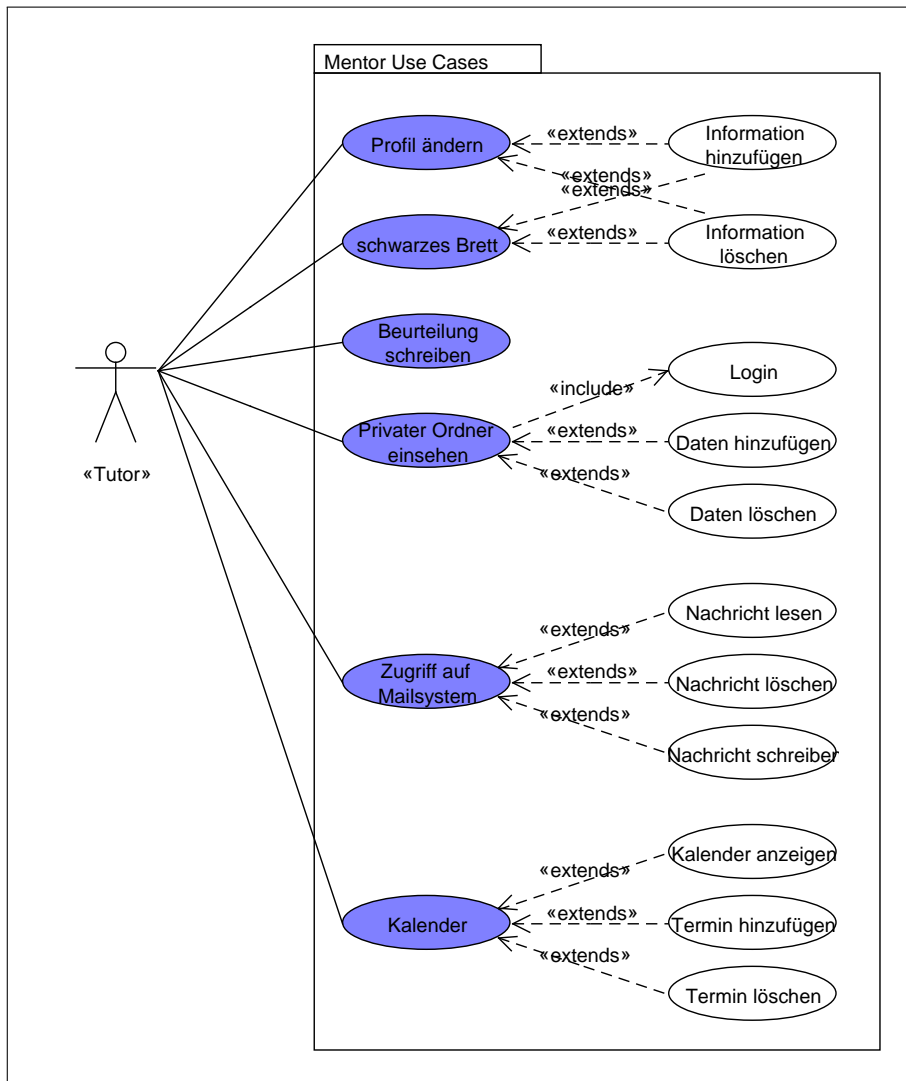 Mentor Use Cases
Profil ändern
«extends»
Information
hinzufügen
«extends»
«extends»
schwarzes Brett
«extends»
Information
löschen
Beurteilung
schreiben
«Tutor»
«include»
Login
Privater Ordner
einsehen
«extends»
Daten hinzufügen
«extends»
Daten löschen
Nachricht lesen
«extends»
Zugriff auf
Mailsystem
«extends»
Nachricht löschen
«extends»
Nachricht schreiber
Kalender anzeigen
«extends»
Kalender
«extends»
Termin hinzufügen
«extends»
Termin löschen